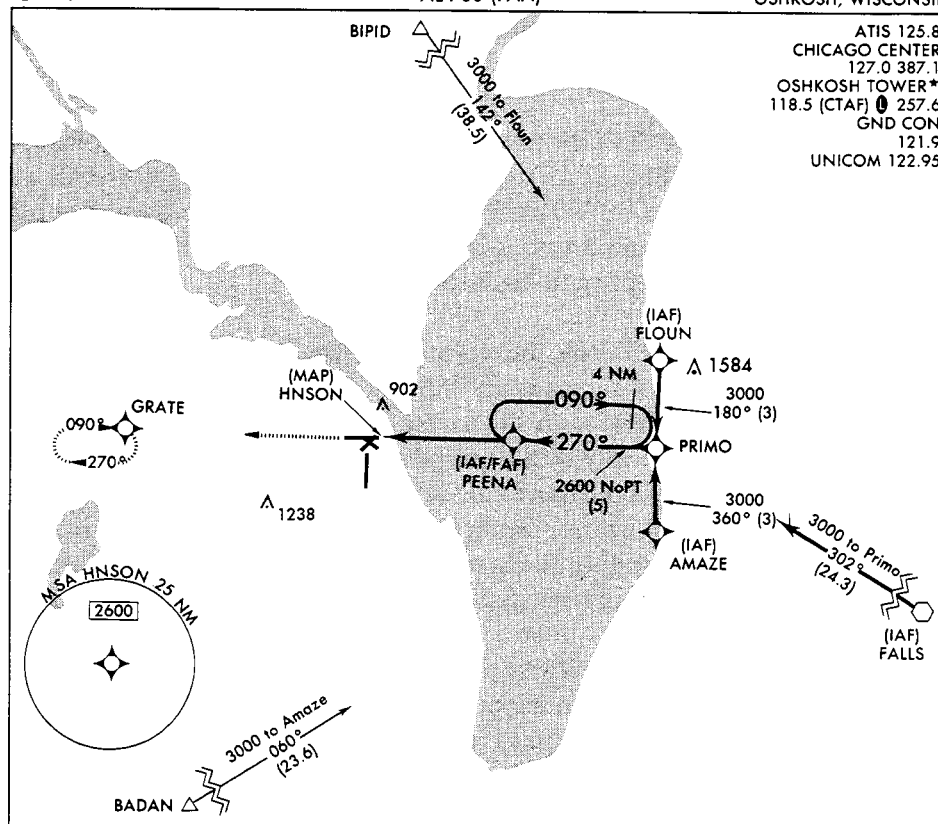 OSHKOSH, WISCONSIN
ATIS 125.8
CHICAGO CENTER
127.0 387.1
OSHKOSH TOWER*
118.5 (CTAF) L 257.6
GND CON
121.9
UNICOM 122.95
BIPID
3000 to Floun
142°
(38.5)
(IAF)
FLOUN
1584
4 NM
3000
180° (3)
(MAP)
HNSON
902
090°
270°
PRIMO
GRATE
090°
270°
(IAF/FAF)
PEENA
2600 NoPT
(5)
1238
3000
360° (3)
(IAF)
AMAZE
3000 to Primo
302°
(24.3)
(IAF)
FALLS
MSA HNSON 25 NM
2600
3000 to Amaze
060°
(23.6)
BADAN